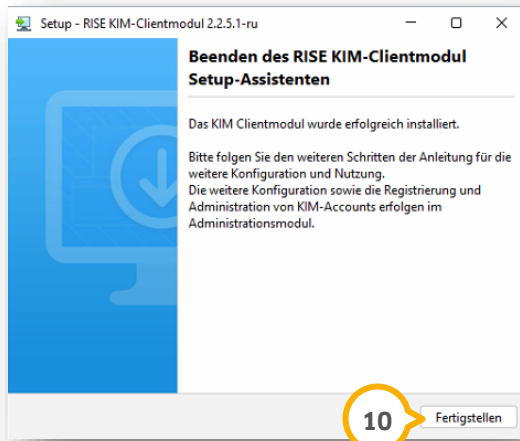 Setup - RISE KIM-Clientmodul 2.2.5.1-ru
Beenden des RISE KIM-Clientmodul
Setup-Assistenten
Das KIM Clientmodul wurde erfolgreich installiert.
Bitte folgen Sie den weiteren Schritten der Anleitung für die
weitere Konfiguration und Nutzung.
Die weitere Konfiguration sowie die Registrierung und
Administration von KIM-Accounts erfolgen im
Administrationsmodul.
10
Fertigstellen